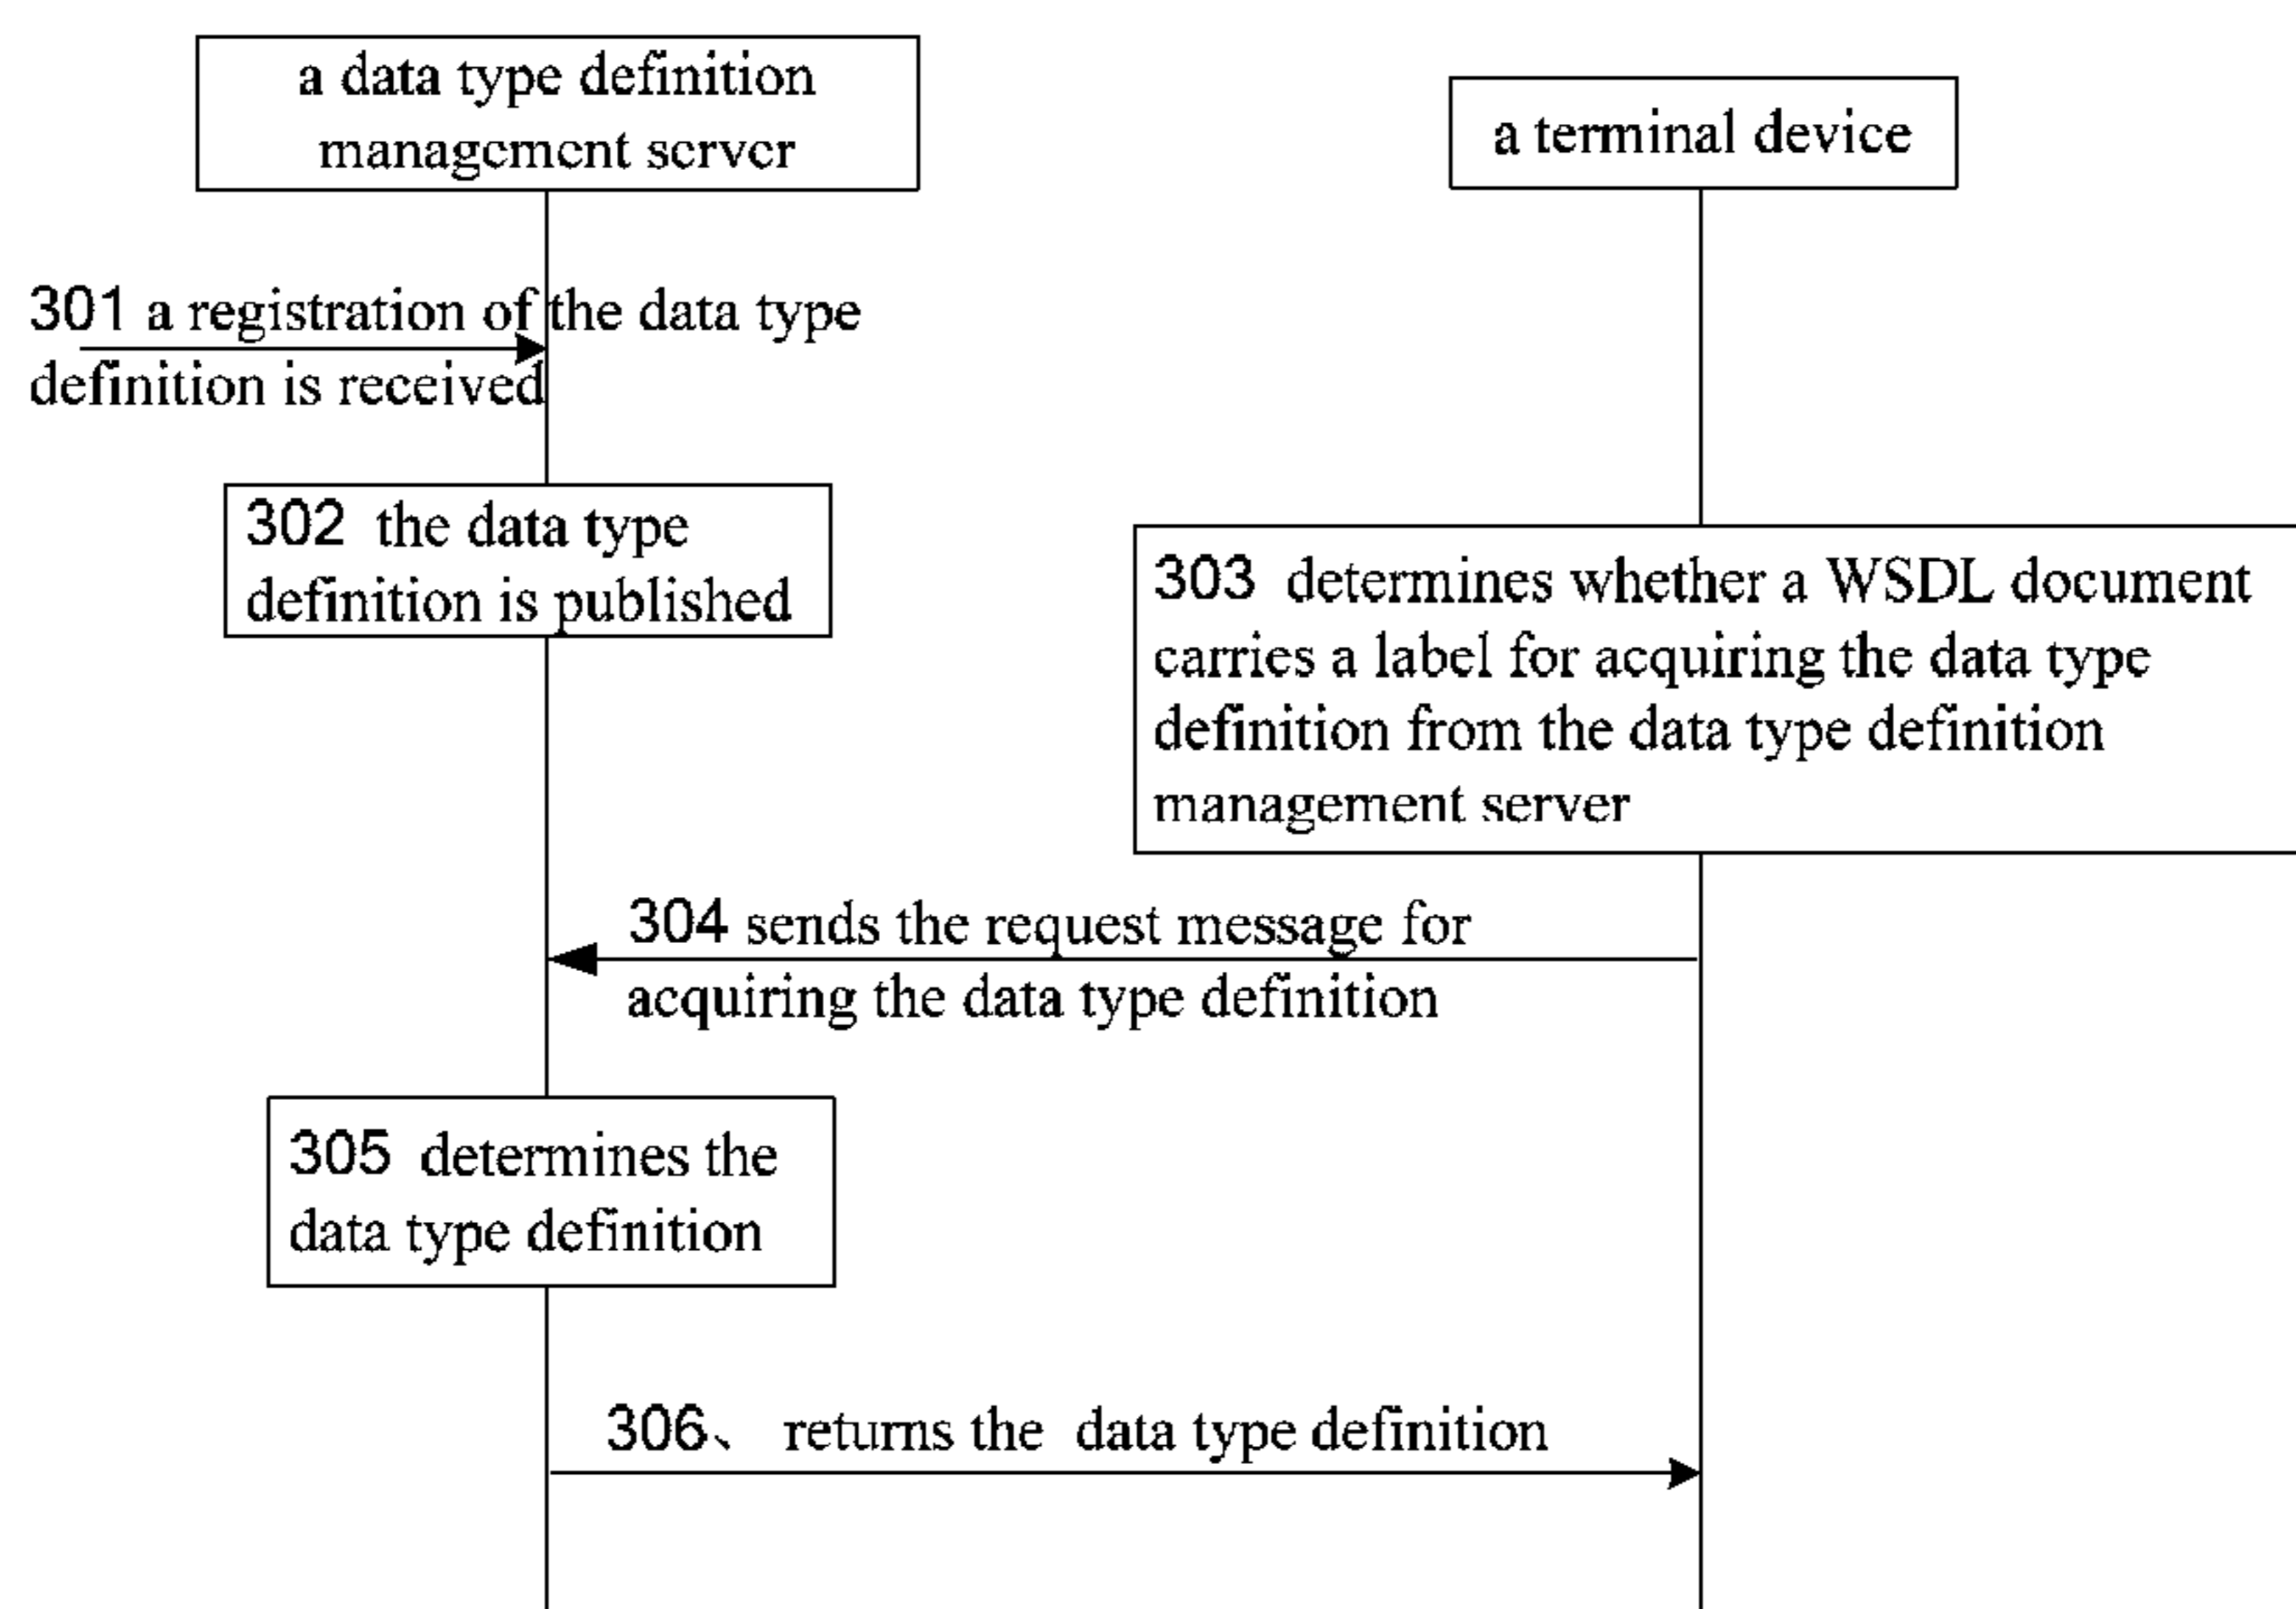 a data type definition
management server
a terminal device
301 a registration of the data type
definition is received
302 the data type
definition is published
303 determines whether a WSDL document
carries a label for acquiring the data type
definition from the data type definition
management server
304 sends the request message for
acquiring the data type definition
305 determines the
data type definition
306、 returns the data type definition